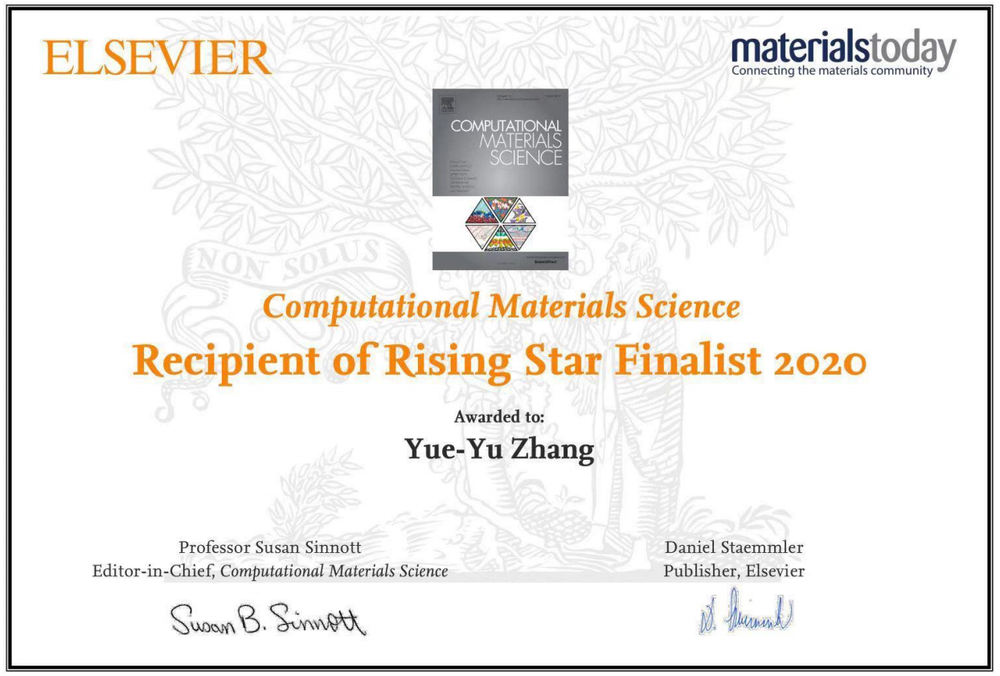 ELSEVIER
materialstoday
Connecting the materials community
COMPUTATIONAL
MATERIALS
SCIENCE
NON SOLUS
Computational Materials Science
Recipient of Rising Star Finalist 2020
Awarded to:
Yue-Yu Zhang
Professor Susan Sinnott
Editor-in-Chief, Computational Materials Science
Susan B. Sinnott
Daniel Staemmler
Publisher, Elsevier